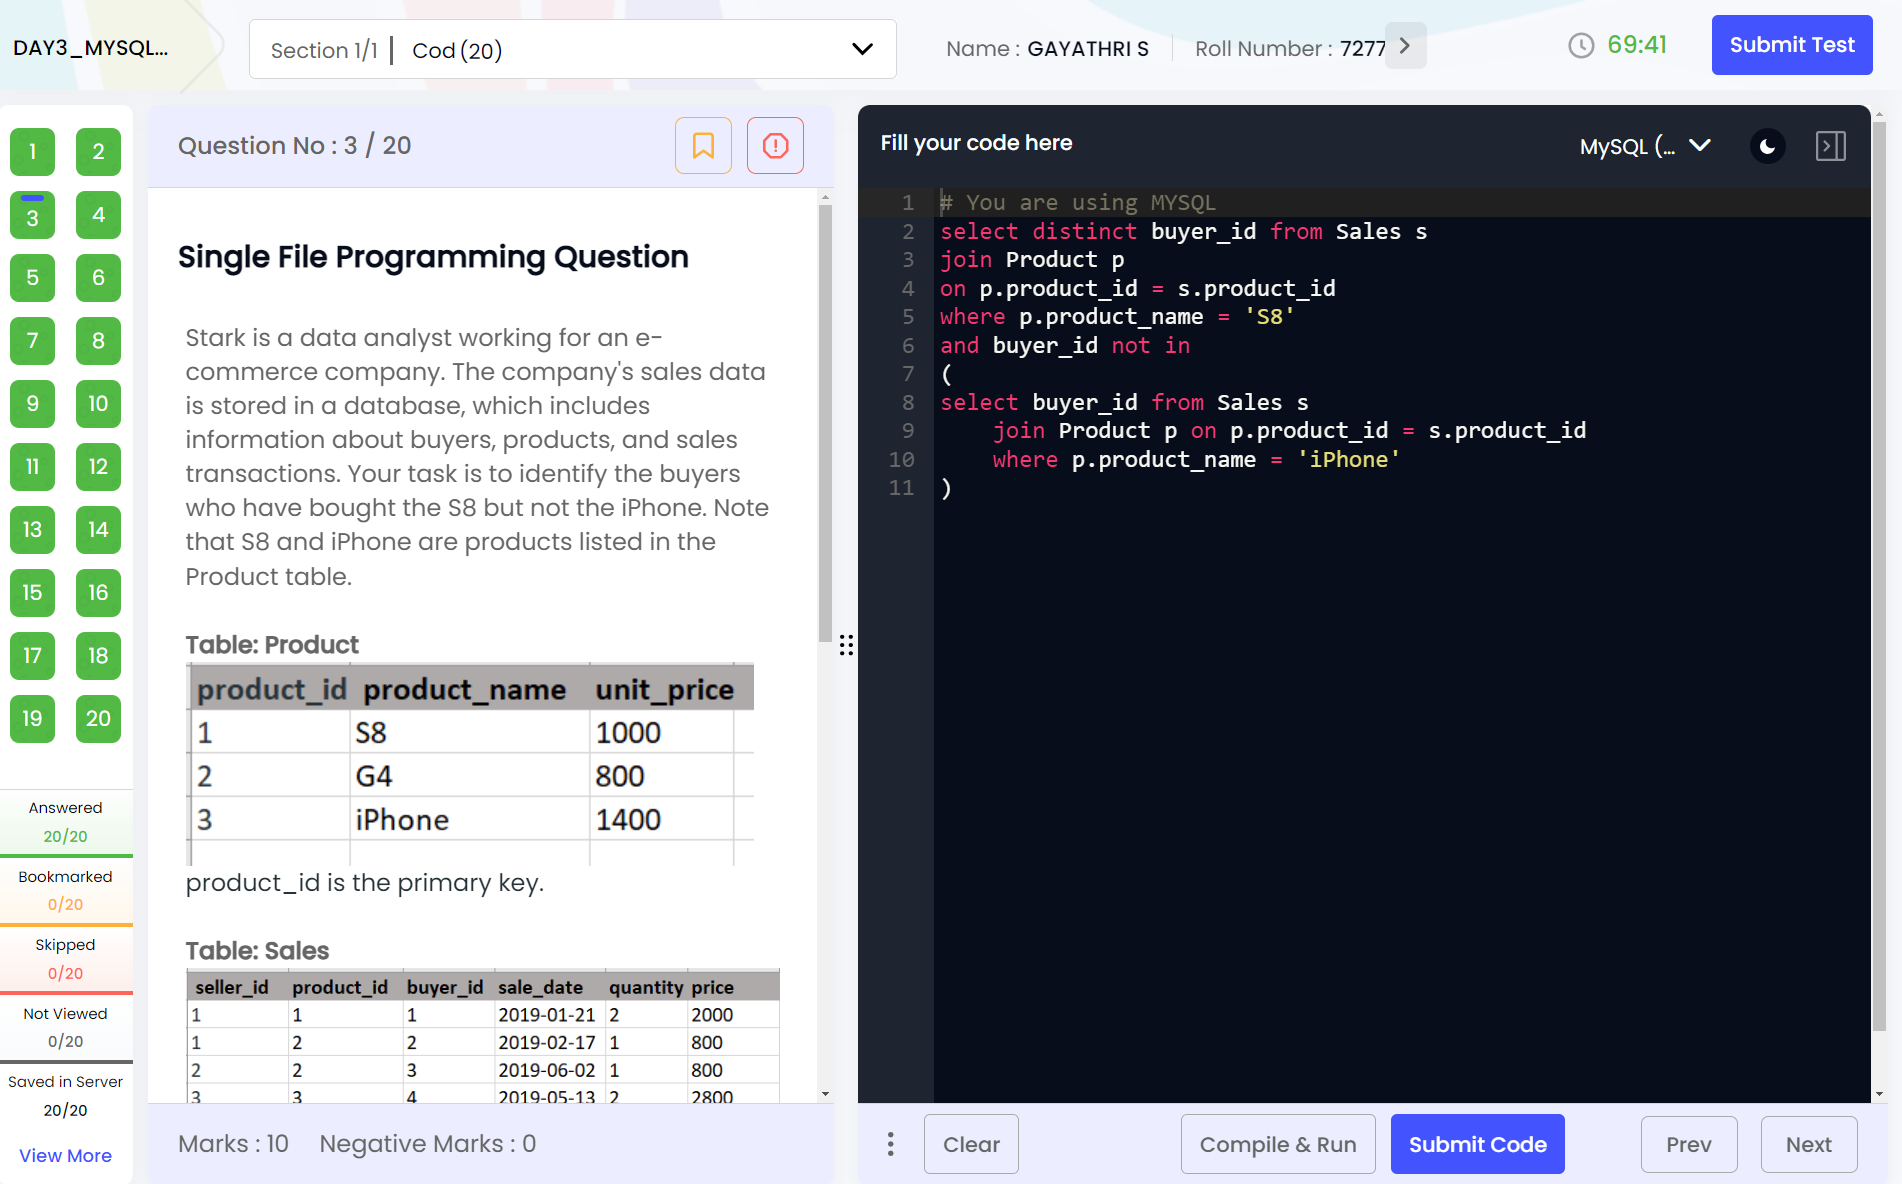 DAY3_MYSQL...
Section 1/1 | Cod (20)
Name : GAYATHRI S
Roll Number : 7277
69:41
Submit Test
1 2
3 4
5 6
7 8
9 10
11 12
13 14
15 16
17 18
19 20
Answered
20/20
Bookmarked
0/20
Skipped
0/20
Not Viewed
0/20
Saved in Server
20/20
View More
Question No : 3 / 20
Single File Programming Question
Stark is a data analyst working for an e-
commerce company. The company's sales data
is stored in a database, which includes
information about buyers, products, and sales
transactions. Your task is to identify the buyers
who have bought the S8 but not the iPhone. Note
that S8 and iPhone are products listed in the
Product table.
Table: Product
product_id product_name unit_price
1 S8 1000
2 G4 800
3 iPhone 1400
product_id is the primary key.
Table: Sales
seller_id product_id buyer_id sale_date quantity price
1 1 1 2019-01-21 2 2000
1 2 2 2019-02-17 1 800
2 2 3 2019-06-02 1 800
3 3 4 2019-05-13 2 2800
Marks : 10 Negative Marks : 0
Fill your code here
MySQL (...
1 # You are using MYSQL
2 select distinct buyer_id from Sales s
3 join Product p
4 on p.product_id = s.product_id
5 where p.product_name = 'S8'
6 and buyer_id not in
7 (
8 select buyer_id from Sales s
9     join Product p on p.product_id = s.product_id
10     where p.product_name = 'iPhone'
11 )
Clear
Compile & Run
Submit Code
Prev
Next